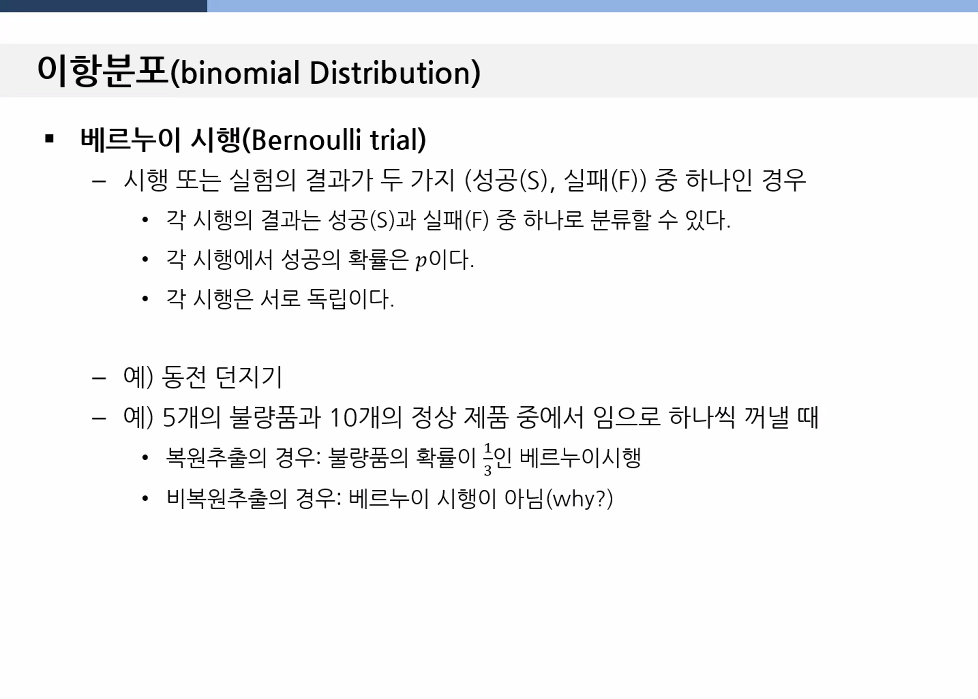 이항분포(binomial Distribution)
▪ 베르누이 시행(Bernoulli trial)
– 시행 또는 실험의 결과가 두 가지 (성공(S), 실패(F)) 중 하나인 경우
• 각 시행의 결과는 성공(S)과 실패(F) 중 하나로 분류할 수 있다.
• 각 시행에서 성공의 확률은 p이다.
• 각 시행은 서로 독립이다.
– 예) 동전 던지기
– 예) 5개의 불량품과 10개의 정상 제품 중에서 임으로 하나씩 꺼낼 때
• 복원추출의 경우: 불량품의 확률이 1/3인 베르누이시행
• 비복원추출의 경우: 베르누이 시행이 아님(why?)